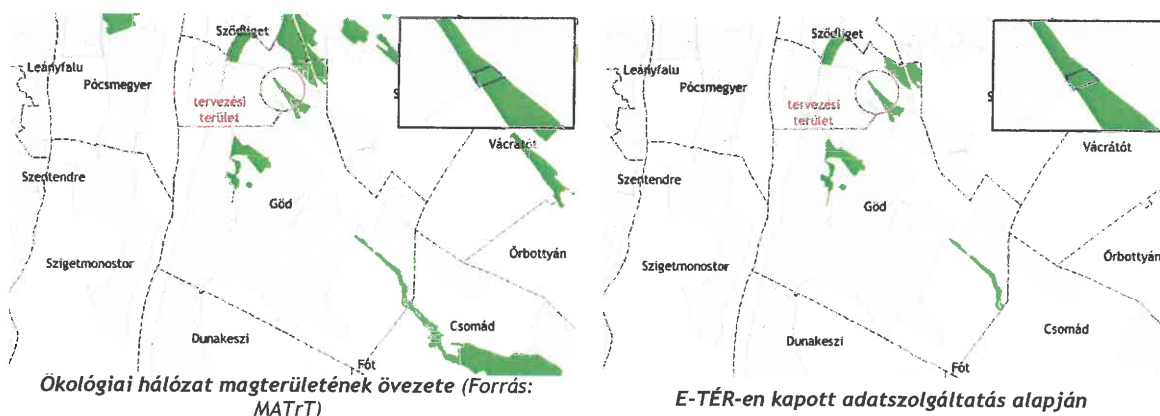 Sződliget
Leányfalu
Pócsmegyer
tervezési
terület
Vácrátót
Szentendre
Göd
Őrbottyán
Szigetmonostor
Csomád
Dunakeszi
Fót
Ökológiai hálózat magterületének övezete (Forrás:
MATrT)
Sződliget
Leányfalu
Pócsmegyer
tervezési
terület
Vácrátót
Szentendre
Göd
Őrbottyán
Szigetmonostor
Csomád
Dunakeszi
Fót
E-TÉR-en kapott adatszolgáltatás alapján